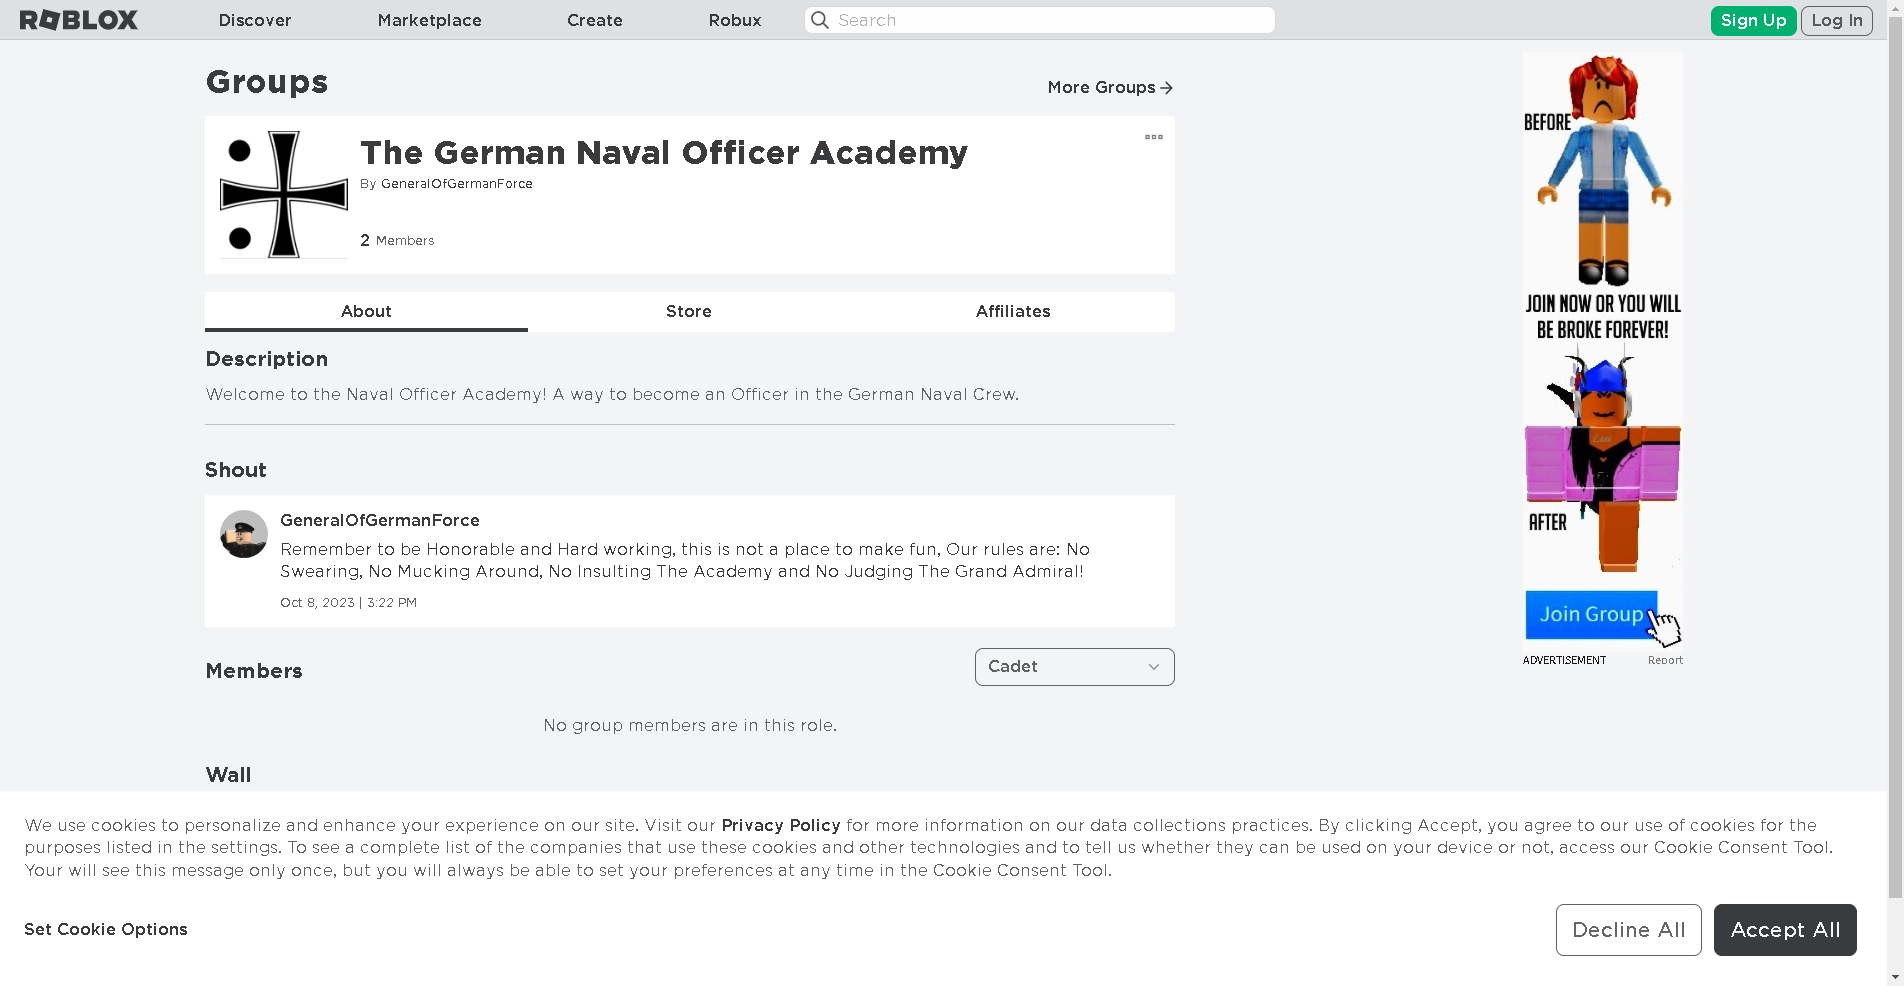 ROBLOX Discover Marketplace Create Robux Search Sign Up Log In
Groups
More Groups
The German Naval Officer Academy
By GeneralOfGermanForce
2 Members
About Store Affiliates
Description
Welcome to the Naval Officer Academy! A way to become an Officer in the German Naval Crew.
Shout
GeneralOfGermanForce
Remember to be Honorable and Hard working, this is not a place to make fun, Our rules are: No
Swearing, No Mucking Around, No Insulting The Academy and No Judging The Grand Admiral!
Oct 8, 2023 | 3:22 PM
Members
Cadet
No group members are in this role.
Wall
BEFORE
JOIN NOW OR YOU WILL
BE BROKE FOREVER!
AFTER
Join Group
ADVERTISEMENT Report
We use cookies to personalize and enhance your experience on our site. Visit our Privacy Policy for more information on our data collections practices. By clicking Accept, you agree to our use of cookies for the
purposes listed in the settings. To see a complete list of the companies that use these cookies and other technologies and to tell us whether they can be used on your device or not, access our Cookie Consent Tool.
Your will see this message only once, but you will always be able to set your preferences at any time in the Cookie Consent Tool.
Set Cookie Options
Decline All
Accept All